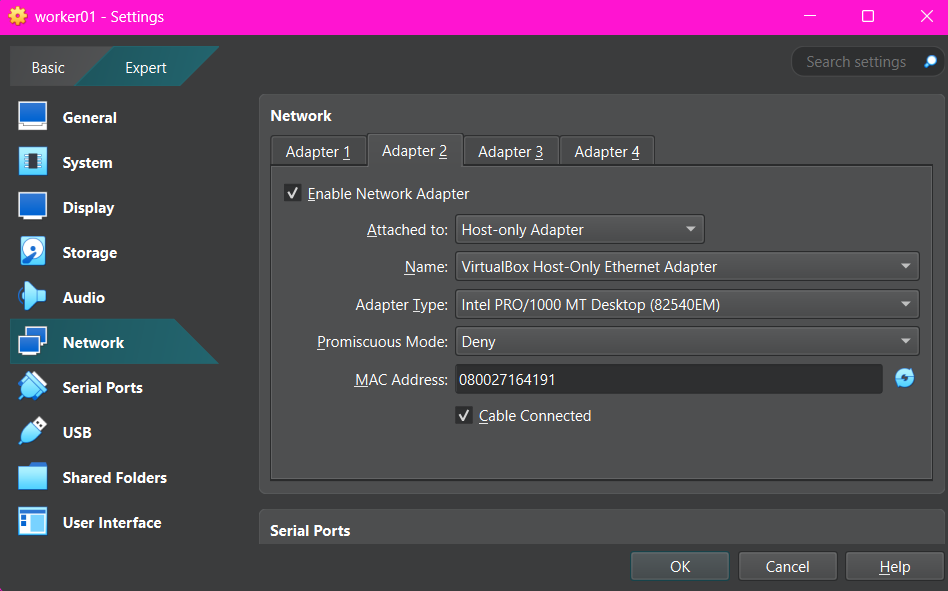 worker01 - Settings
Basic Expert Search settings
General
System
Display
Storage
Audio
Network
Serial Ports
USB
Shared Folders
User Interface
Network
Adapter 1 Adapter 2 Adapter 3 Adapter 4
Enable Network Adapter
Attached to: Host-only Adapter
Name: VirtualBox Host-Only Ethernet Adapter
Adapter Type: Intel PRO/1000 MT Desktop (82540EM)
Promiscuous Mode: Deny
MAC Address: 080027164191
Cable Connected
Serial Ports
OK Cancel Help